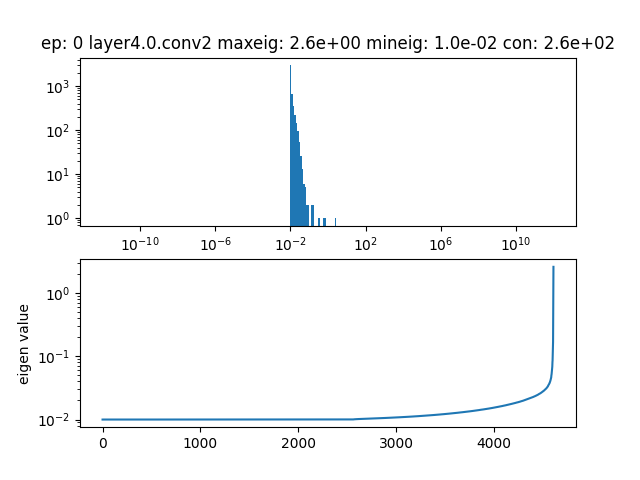 ep: 0 layer4.0.conv2 maxeig: 2.6e+00 mineig: 1.0e-02 con: 2.6e+02
10³
10²
10¹
10⁰
10⁻¹⁰ 10⁻⁶ 10⁻² 10² 10⁶ 10¹⁰
eigen value
10⁰
10⁻¹
10⁻²
0 1000 2000 3000 4000